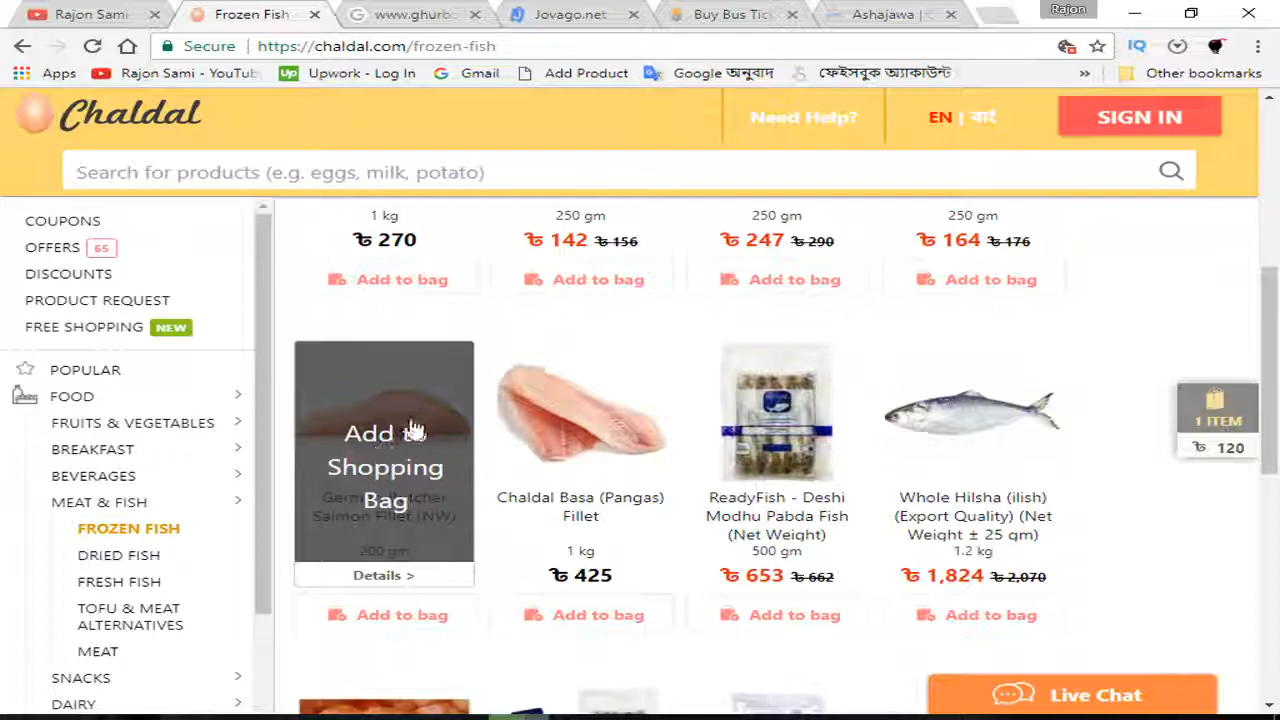 Rajon Sami
Frozen Fish
www.ghurb
Jovago.net
Buy Bus Tic
Ashajawa |
Rajon
Secure https://chaldal.com/frozen-fish
Apps Rajon Sami - YouTub Upwork - Log In Gmail Add Product Google অনুবাদ ফেইসবুক অ্যাকাউন্ট » Other bookmarks
Chaldal
Need Help?
EN | বাং
SIGN IN
Search for products (e.g. eggs, milk, potato)
COUPONS
OFFERS 65
DISCOUNTS
PRODUCT REQUEST
FREE SHOPPING NEW
POPULAR
FOOD
FRUITS & VEGETABLES
BREAKFAST
BEVERAGES
MEAT & FISH
FROZEN FISH
DRIED FISH
FRESH FISH
TOFU & MEAT
ALTERNATIVES
MEAT
SNACKS
DAIRY
1 kg 250 gm 250 gm 250 gm
৳ 270 ৳ 142 ৳ 156 ৳ 247 ৳ 290 ৳ 164 ৳ 176
Add to bag Add to bag Add to bag Add to bag
Add to
Shopping
Bag
Salmon Fillet (NW)
200 gm
Details >
Chaldal Basa (Pangas)
Fillet
1 kg
৳ 425
ReadyFish - Deshi
Modhu Pabda Fish
(Net Weight)
500 gm
৳ 653 ৳ 662
Whole Hilsha (ilish)
(Export Quality) (Net
Weight ± 25 gm)
1.2 kg
৳ 1,824 ৳ 2,070
Add to bag Add to bag Add to bag Add to bag
1 ITEM
৳ 120
Live Chat